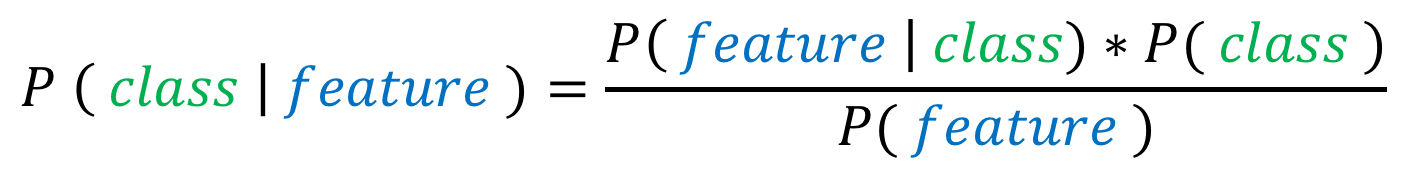 P ( class | feature ) = P( feature | class) * P( class )
P( feature )